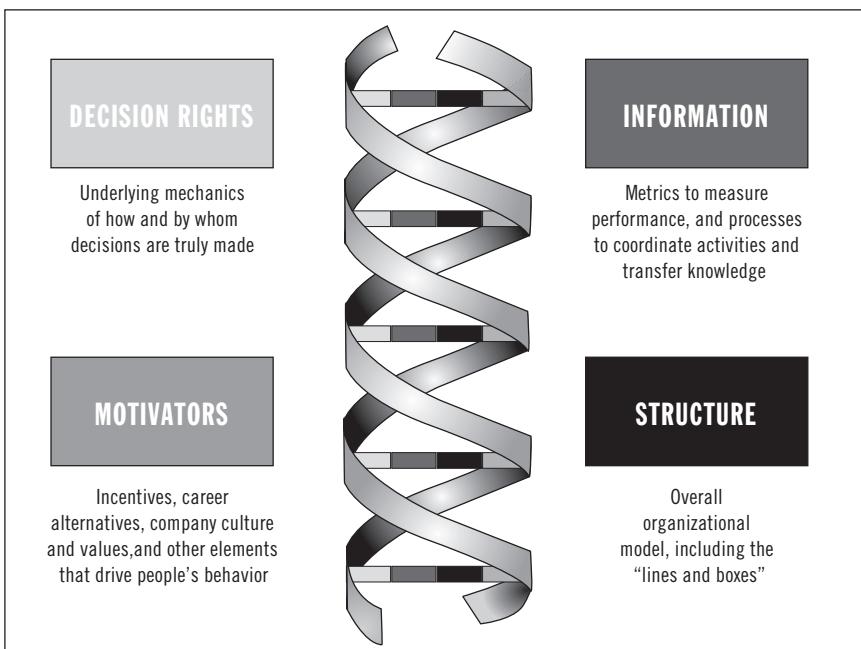 DECISION RIGHTS
Underlying mechanics
of how and by whom
decisions are truly made
INFORMATION
Metrics to measure
performance, and processes
to coordinate activities and
transfer knowledge
MOTIVATORS
Incentives, career
alternatives, company culture
and values,and other elements
that drive people’s behavior
STRUCTURE
Overall
organizational
model, including the
“lines and boxes”